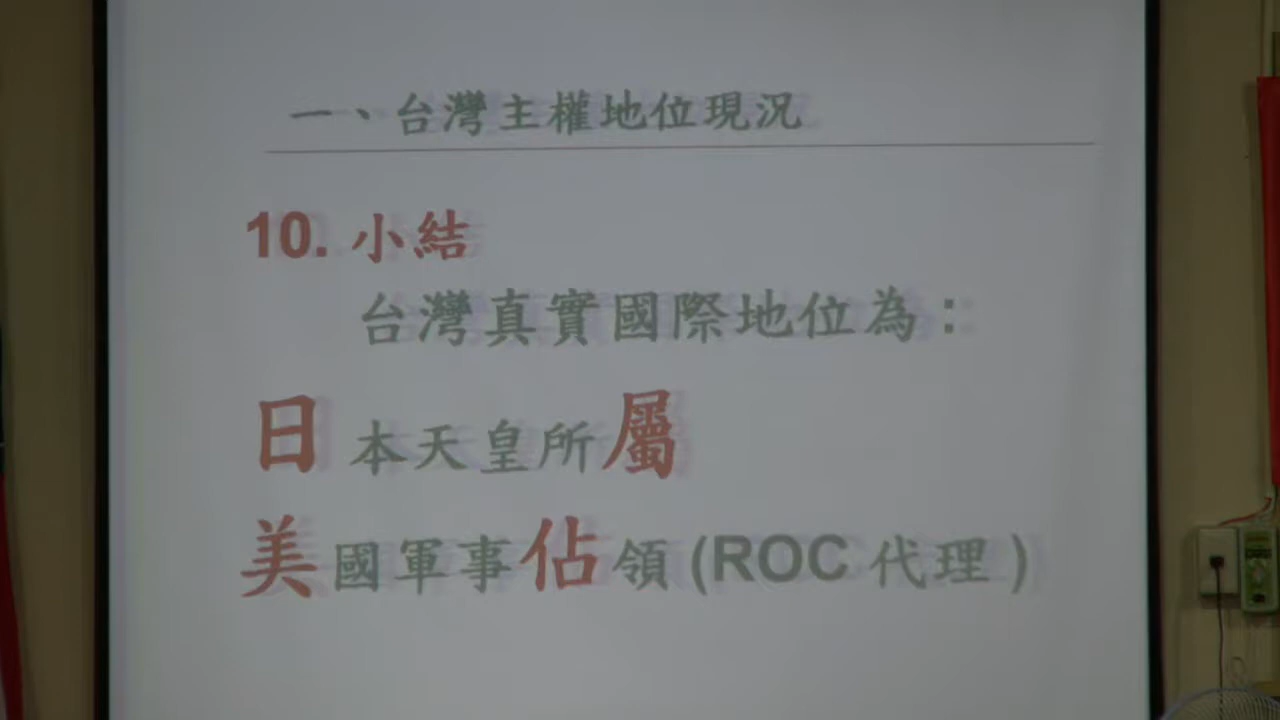 一、台灣主權地位現況
10. 小結
台灣真實國際地位為：
日本天皇所屬
美國軍事佔領 (ROC 代理 )